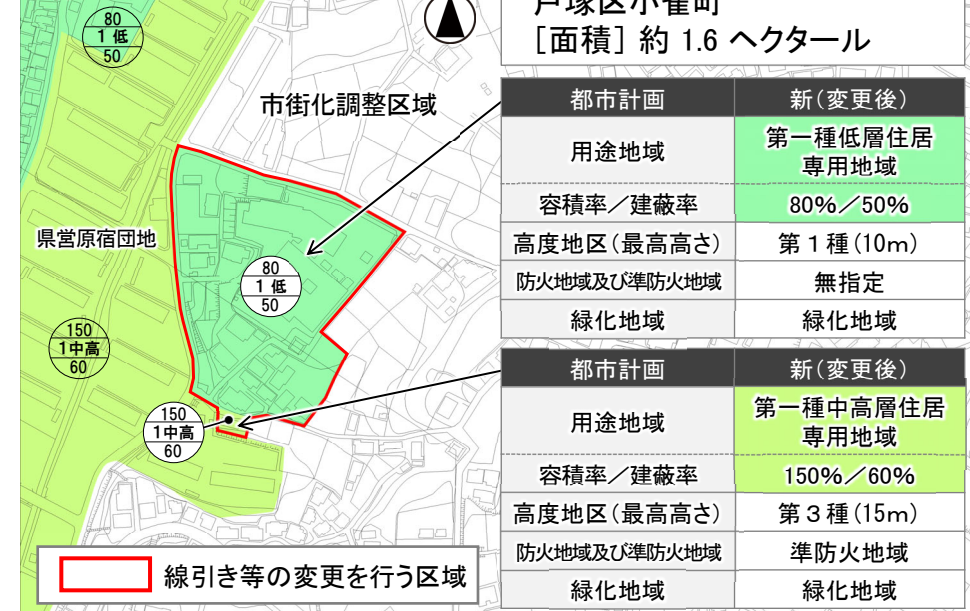 戸塚区小雀町
［面積］約 1.6 ヘクタール
80
1 低
50
市街化調整区域
県営原宿団地
80
1 低
50
150
1中高
60
150
1中高
60
都市計画 新（変更後）
用途地域 第一種低層住居
専用地域
容積率／建蔽率 80％／50％
高度地区（最高高さ） 第１種（10ｍ）
防火地域及び準防火地域 無指定
緑化地域 緑化地域
都市計画 新（変更後）
用途地域 第一種中高層住居
専用地域
容積率／建蔽率 150％／60％
高度地区（最高高さ） 第３種（15ｍ）
防火地域及び準防火地域 準防火地域
緑化地域 緑化地域
線引き等の変更を行う区域